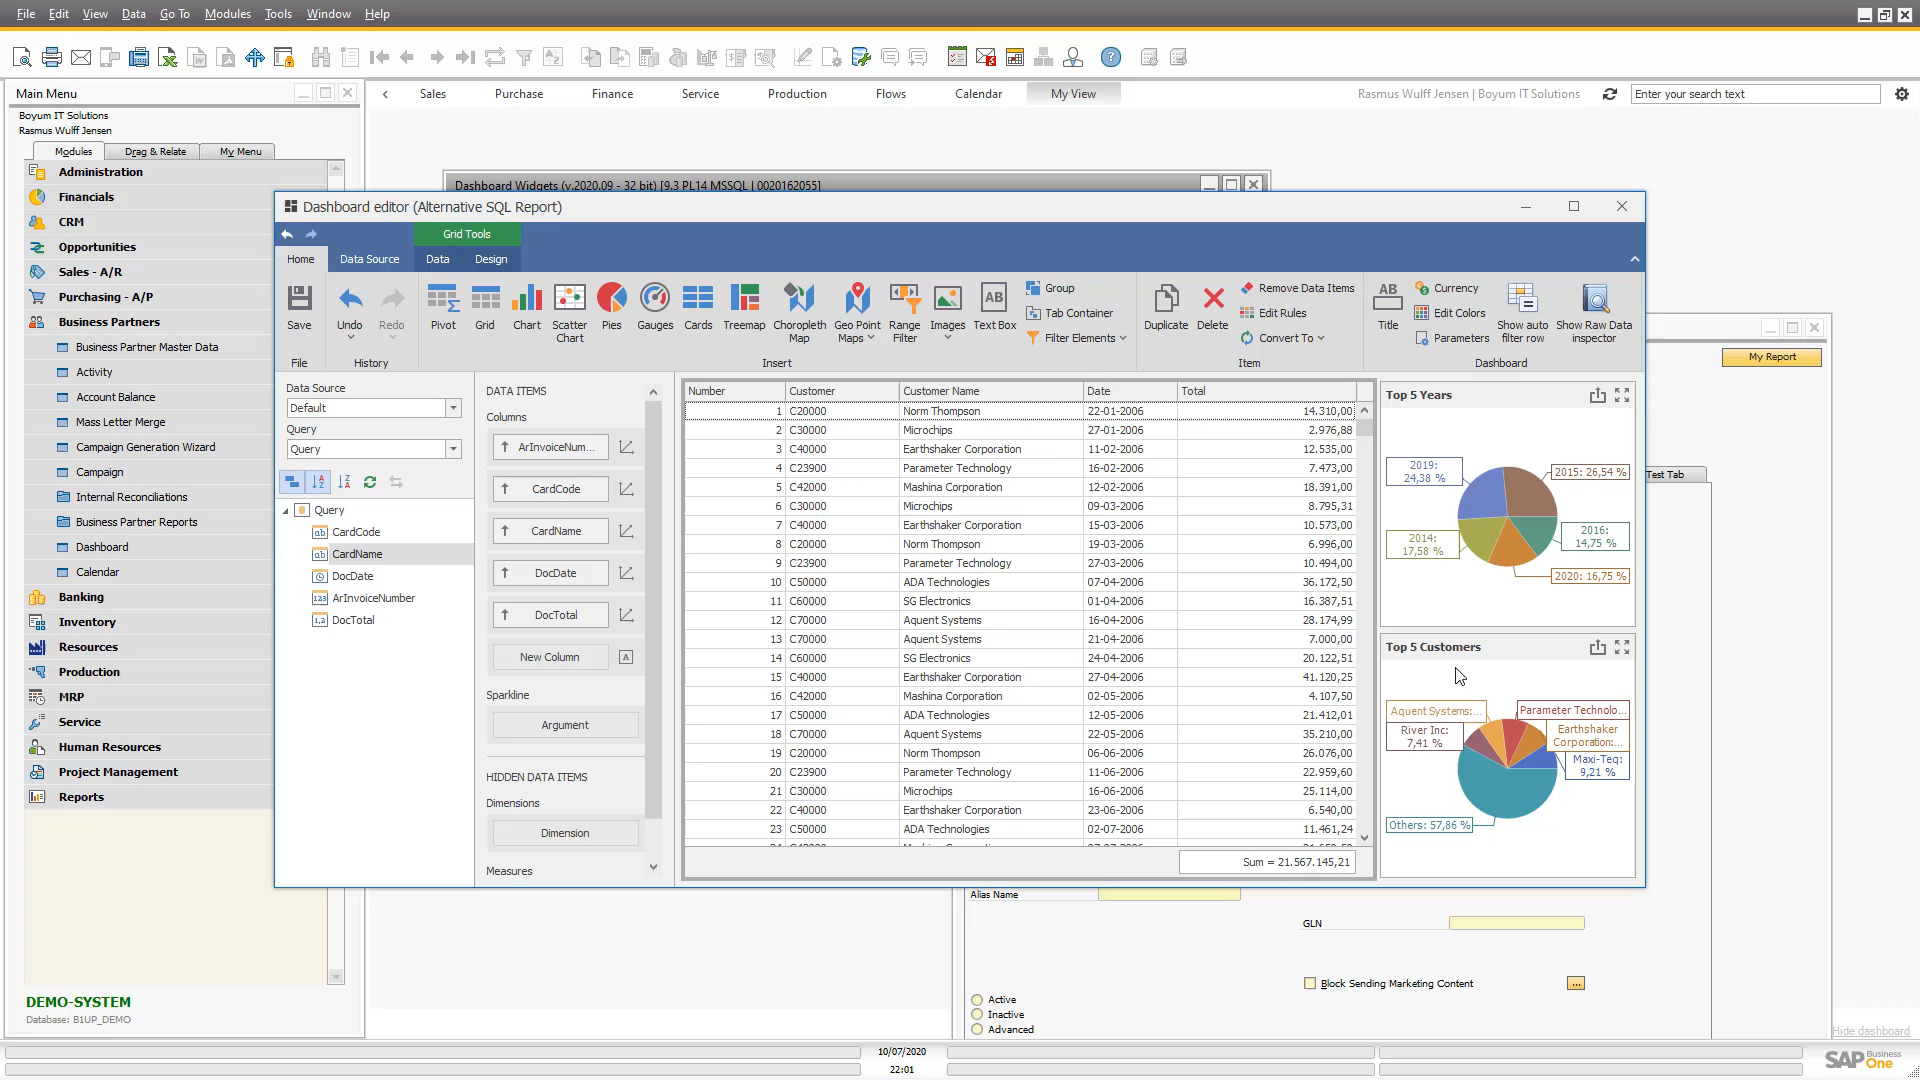 File Edit View Data Go To Modules Tools Window Help
Main Menu
Boyum IT Solutions
Rasmus Wulff Jensen
Modules Drag & Relate My Menu
Administration
Financials
CRM
Opportunities
Sales - A/R
Purchasing - A/P
Business Partners
Business Partner Master Data
Activity
Account Balance
Mass Letter Merge
Campaign Generation Wizard
Campaign
Internal Reconciliations
Business Partner Reports
Dashboard
Calendar
Banking
Inventory
Resources
Production
MRP
Service
Human Resources
Project Management
Reports
DEMO-SYSTEM
Database: B1UP_DEMO
Sales Purchase Finance Service Production Flows Calendar My View
Rasmus Wulff Jensen | Boyum IT Solutions
Enter your search text
Dashboard Widgets (v.2020.09 - 32 bit) [9.3 PL14 MSSQL | 0020162055]
Dashboard editor (Alternative SQL Report)
Grid Tools
Home Data Source Data Design
Save
File
Undo Redo
History
Pivot Grid Chart Scatter Chart Pies Gauges Cards Treemap Choropleth Map Geo Point Maps Range Filter Images Text Box
Group
Tab Container
Filter Elements
Insert
Duplicate Delete
Remove Data Items
Edit Rules
Convert To
Item
Title
Currency
Edit Colors
Parameters
Show auto filter row
Show Raw Data inspector
Dashboard
Data Source
Default
Query
Query
Query
CardCode
CardName
DocDate
ArInvoiceNumber
DocTotal
DATA ITEMS
Columns
ArInvoiceNum...
CardCode
CardName
DocDate
DocTotal
New Column
Sparkline
Argument
HIDDEN DATA ITEMS
Dimensions
Dimension
Measures
Number Customer Customer Name Date Total
1 C20000 Norm Thompson 22-01-2006 14.310,00
2 C30000 Microchips 27-01-2006 2.976,88
3 C40000 Earthshaker Corporation 11-02-2006 12.535,00
4 C23900 Parameter Technology 16-02-2006 7.473,00
5 C42000 Mashina Corporation 12-02-2006 18.391,00
6 C30000 Microchips 09-03-2006 8.795,31
7 C40000 Earthshaker Corporation 15-03-2006 10.573,00
8 C20000 Norm Thompson 19-03-2006 6.996,00
9 C23900 Parameter Technology 27-03-2006 10.494,00
10 C50000 ADA Technologies 07-04-2006 36.172,50
11 C60000 SG Electronics 01-04-2006 16.387,51
12 C70000 Aquent Systems 16-04-2006 28.174,99
13 C70000 Aquent Systems 21-04-2006 7.000,00
14 C60000 SG Electronics 24-04-2006 20.122,51
15 C40000 Earthshaker Corporation 27-04-2006 41.120,25
16 C42000 Mashina Corporation 02-05-2006 4.107,50
17 C50000 ADA Technologies 12-05-2006 21.412,01
18 C70000 Aquent Systems 22-05-2006 35.210,00
19 C20000 Norm Thompson 06-06-2006 26.076,00
20 C23900 Parameter Technology 11-06-2006 22.959,60
21 C30000 Microchips 16-06-2006 25.114,00
22 C40000 Earthshaker Corporation 23-06-2006 6.540,00
23 C50000 ADA Technologies 02-07-2006 11.461,24
Sum = 21.567.145,21
Top 5 Years
2019: 24,38 %
2015: 26,54 %
2014: 17,58 %
2016: 14,75 %
2020: 16,75 %
Top 5 Customers
Aquent Systems:...
Parameter Technolo...
River Inc: 7,41 %
Earthshaker Corporation:...
Maxi-Teq: 9,21 %
Others: 57,86 %
My Report
Test Tab
Alias Name
GLN
Block Sending Marketing Content
...
Active
Inactive
Advanced
Hide dashboard
10/07/2020
22:01
SAP Business One